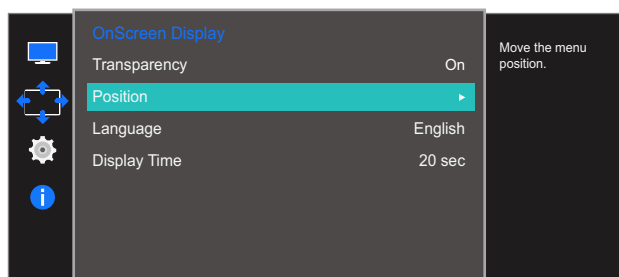 OnScreen Display
Transparency On
Position ▸
Language English
Display Time 20 sec
Move the menu
position.
i